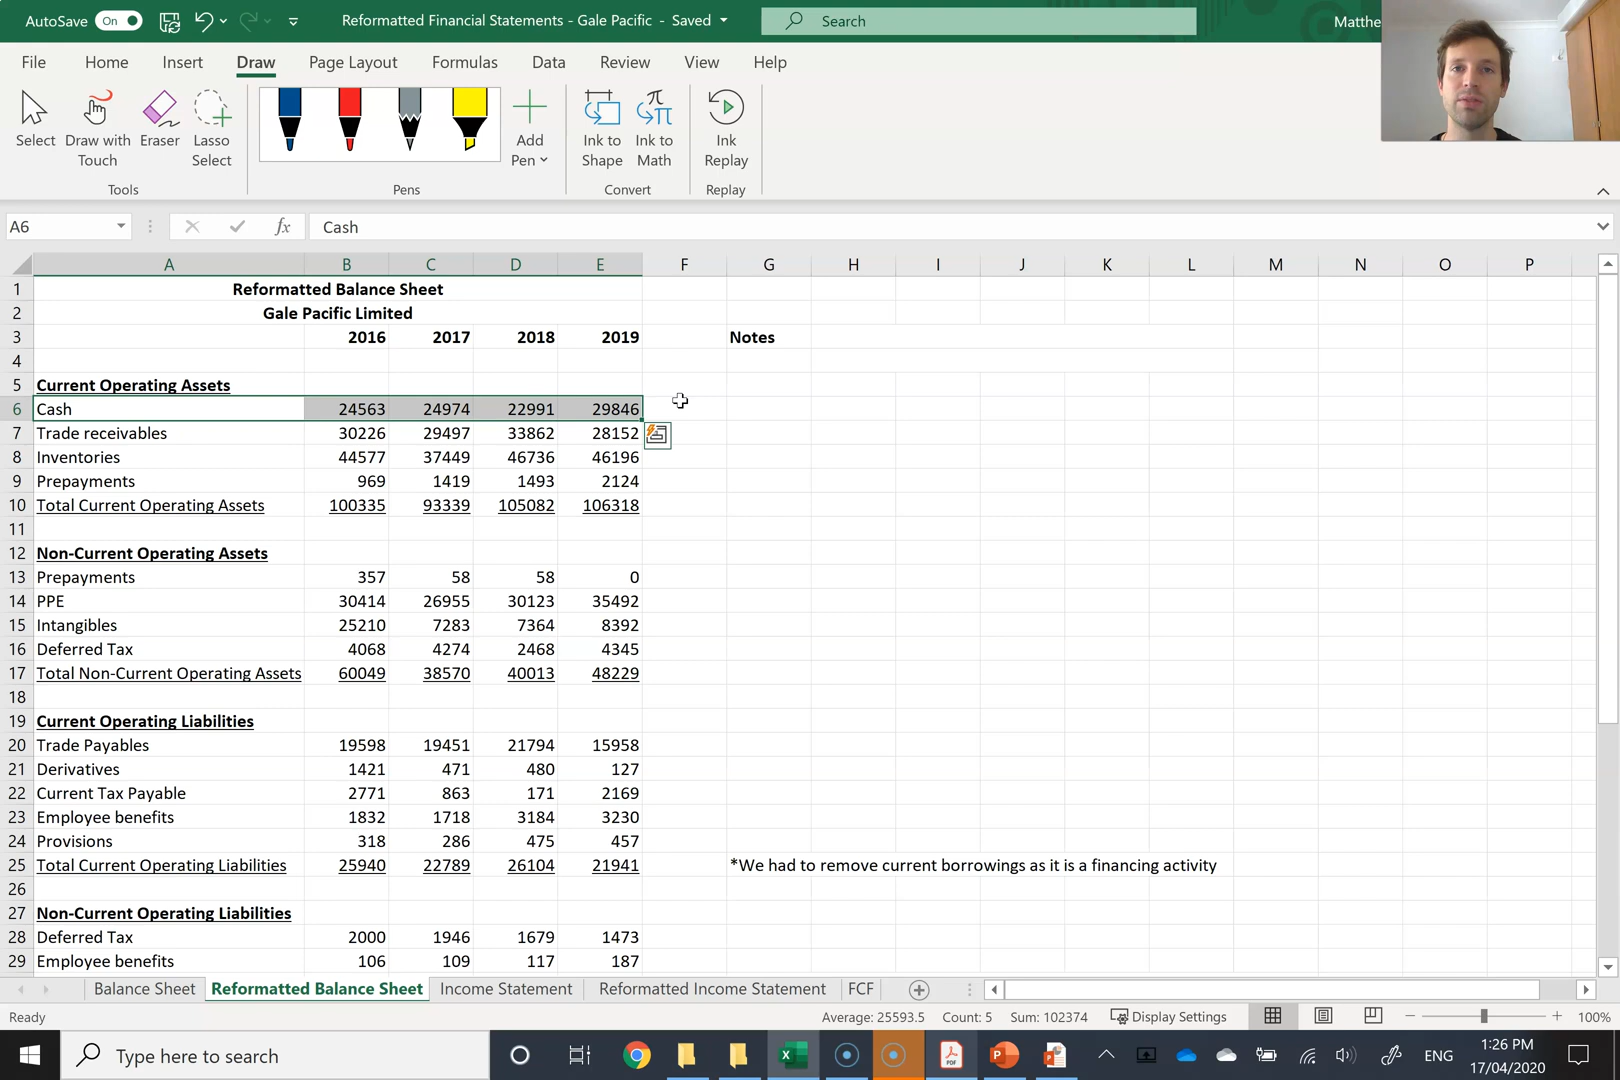 AutoSave On Reformatted Financial Statements - Gale Pacific - Saved Search Matthe
File Home Insert Draw Page Layout Formulas Data Review View Help
Select Draw with Touch Eraser Lasso Select Add Pen Ink to Shape Ink to Math Ink Replay
Tools Pens Convert Replay
A6 fx Cash
A B C D E F G H I J K L M N O P
1 Reformatted Balance Sheet
2 Gale Pacific Limited
3 2016 2017 2018 2019 Notes
4
5 Current Operating Assets
6 Cash 24563 24974 22991 29846
7 Trade receivables 30226 29497 33862 28152
8 Inventories 44577 37449 46736 46196
9 Prepayments 969 1419 1493 2124
10 Total Current Operating Assets 100335 93339 105082 106318
11
12 Non-Current Operating Assets
13 Prepayments 357 58 58 0
14 PPE 30414 26955 30123 35492
15 Intangibles 25210 7283 7364 8392
16 Deferred Tax 4068 4274 2468 4345
17 Total Non-Current Operating Assets 60049 38570 40013 48229
18
19 Current Operating Liabilities
20 Trade Payables 19598 19451 21794 15958
21 Derivatives 1421 471 480 127
22 Current Tax Payable 2771 863 171 2169
23 Employee benefits 1832 1718 3184 3230
24 Provisions 318 286 475 457
25 Total Current Operating Liabilities 25940 22789 26104 21941 *We had to remove current borrowings as it is a financing activity
26
27 Non-Current Operating Liabilities
28 Deferred Tax 2000 1946 1679 1473
29 Employee benefits 106 109 117 187
Balance Sheet Reformatted Balance Sheet Income Statement Reformatted Income Statement FCF
Ready Average: 25593.5 Count: 5 Sum: 102374 Display Settings 100%
Type here to search ENG 1:26 PM
17/04/2020